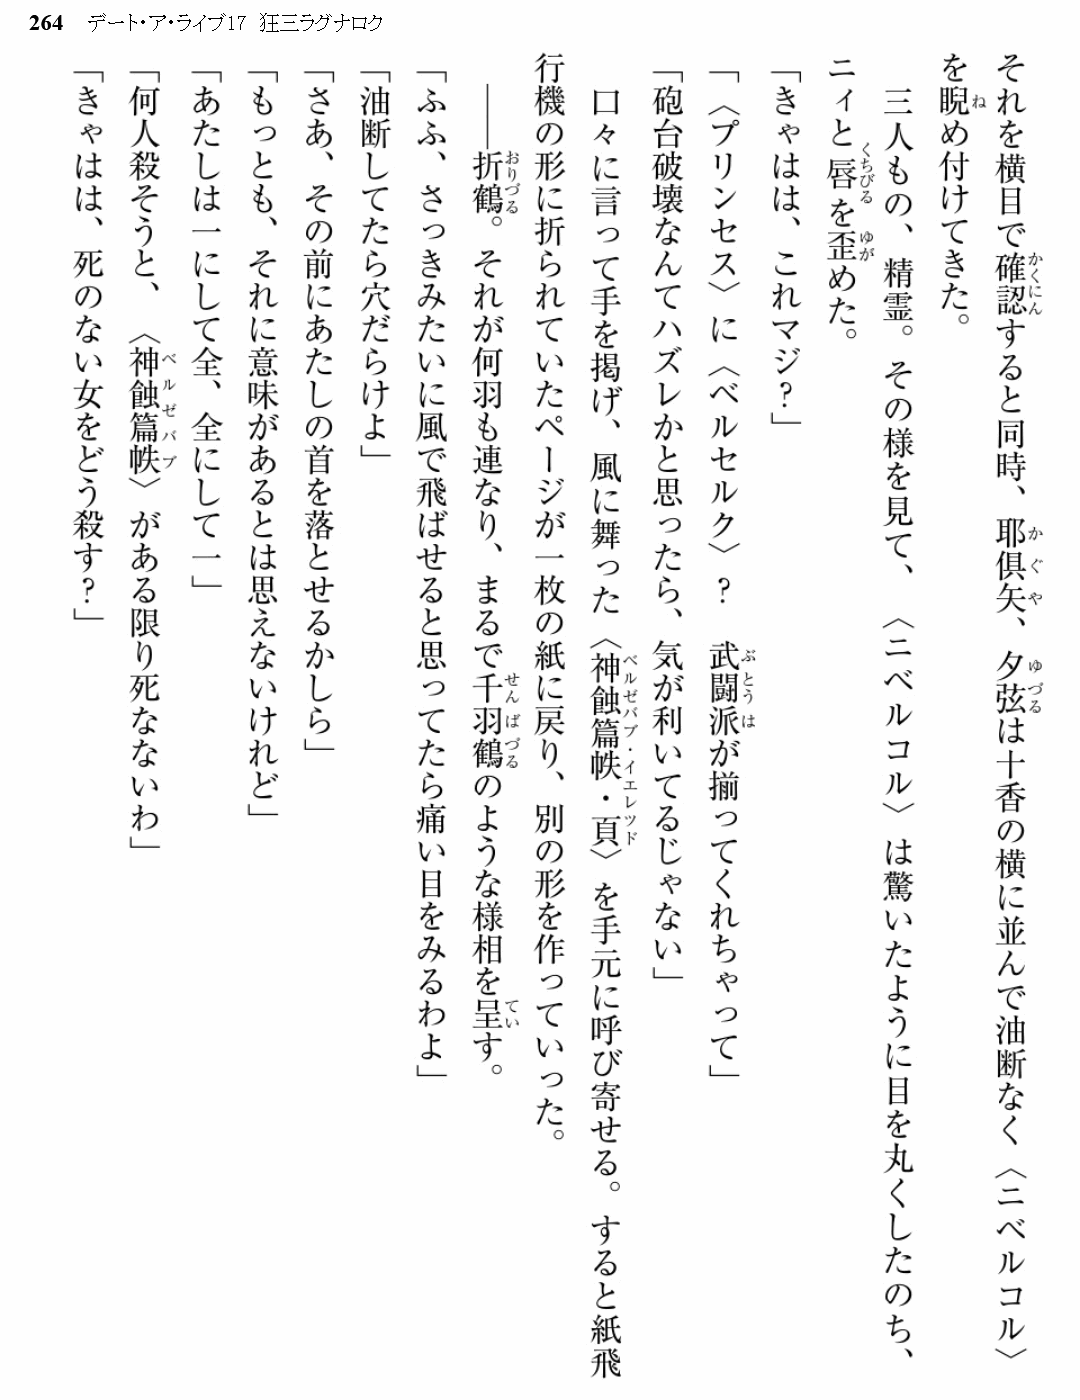 264 デート・ア・ライブ17 狂三ラグナロク
それを横目で確認すると同時、耶倶矢、夕弦は十香の横に並んで油断なく〈ニベルコル〉
を睨め付けてきた。
三人もの、精霊。その様を見て、〈ニベルコル〉は驚いたように目を丸くしたのち、
ニィと唇を歪めた。
「きゃはは、これマジ?」
「〈プリンセス〉に〈ベルセルク〉? 武闘派が揃ってくれちゃって」
「砲台破壊なんてハズレかと思ったら、気が利いてるじゃない」
口々に言って手を掲げ、風に舞った〈神蝕篇帙・頁〉を手元に呼び寄せる。すると紙飛
行機の形に折られていたページが一枚の紙に戻り、別の形を作っていった。
――折鶴。それが何羽も連なり、まるで千羽鶴のような様相を呈す。
「ふふ、さっきみたいに風で飛ばせると思ってたら痛い目をみるわよ」
「油断してたら穴だらけよ」
「さあ、その前にあたしの首を落とせるかしら」
「もっとも、それに意味があるとは思えないけれど」
「あたしは一にして全、全にして一」
「何人殺そうと、〈神蝕篇帙〉がある限り死なないわ」
「きゃはは、死のない女をどう殺す?」